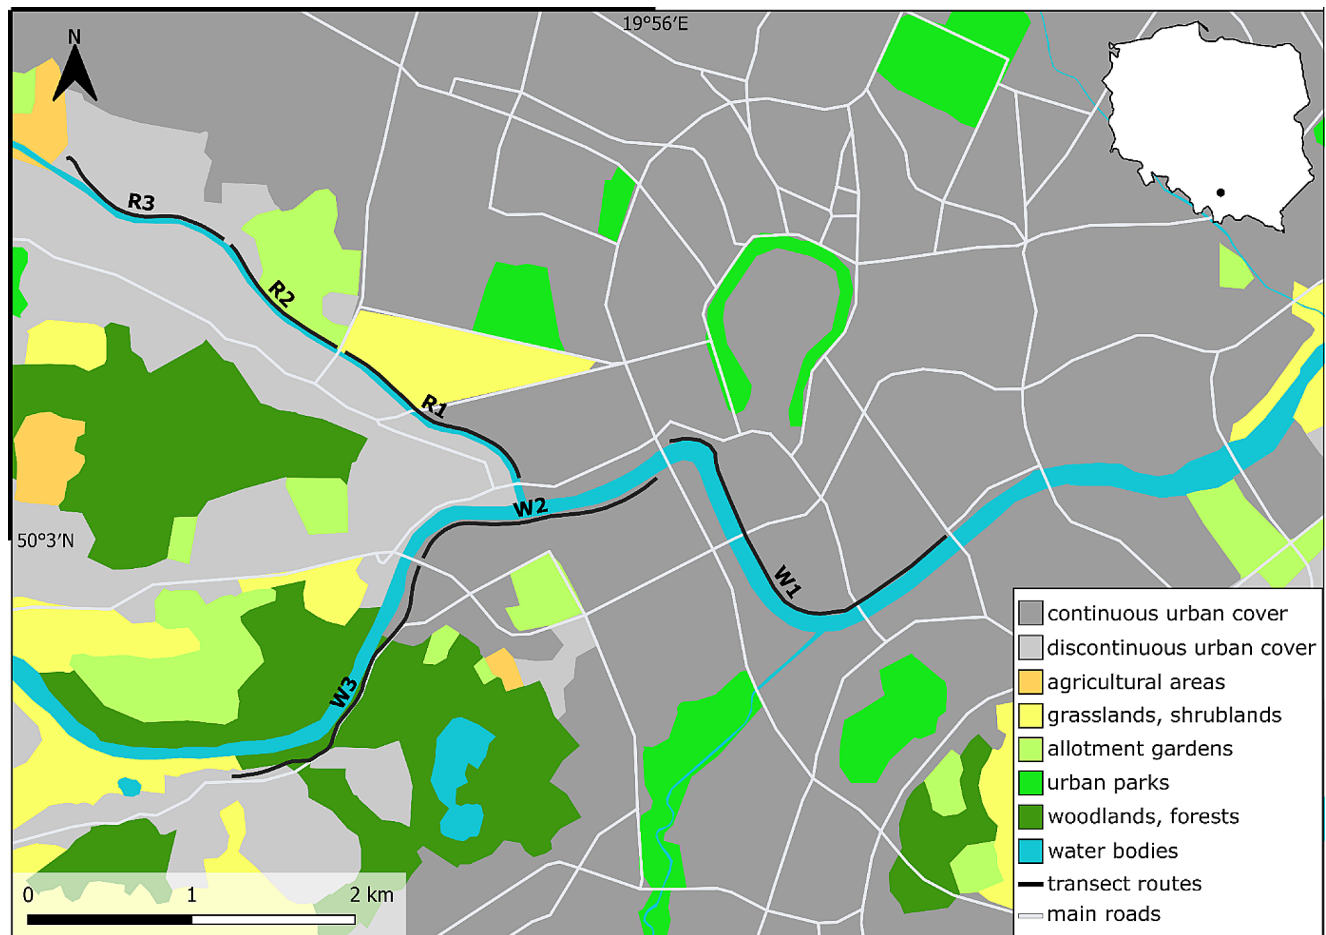 19°56′E
N
R3
R2
R1
W2
50°3′N
W1
W3
continuous urban cover
discontinuous urban cover
agricultural areas
grasslands, shrublands
allotment gardens
urban parks
woodlands, forests
water bodies
transect routes
main roads
0 1 2 km